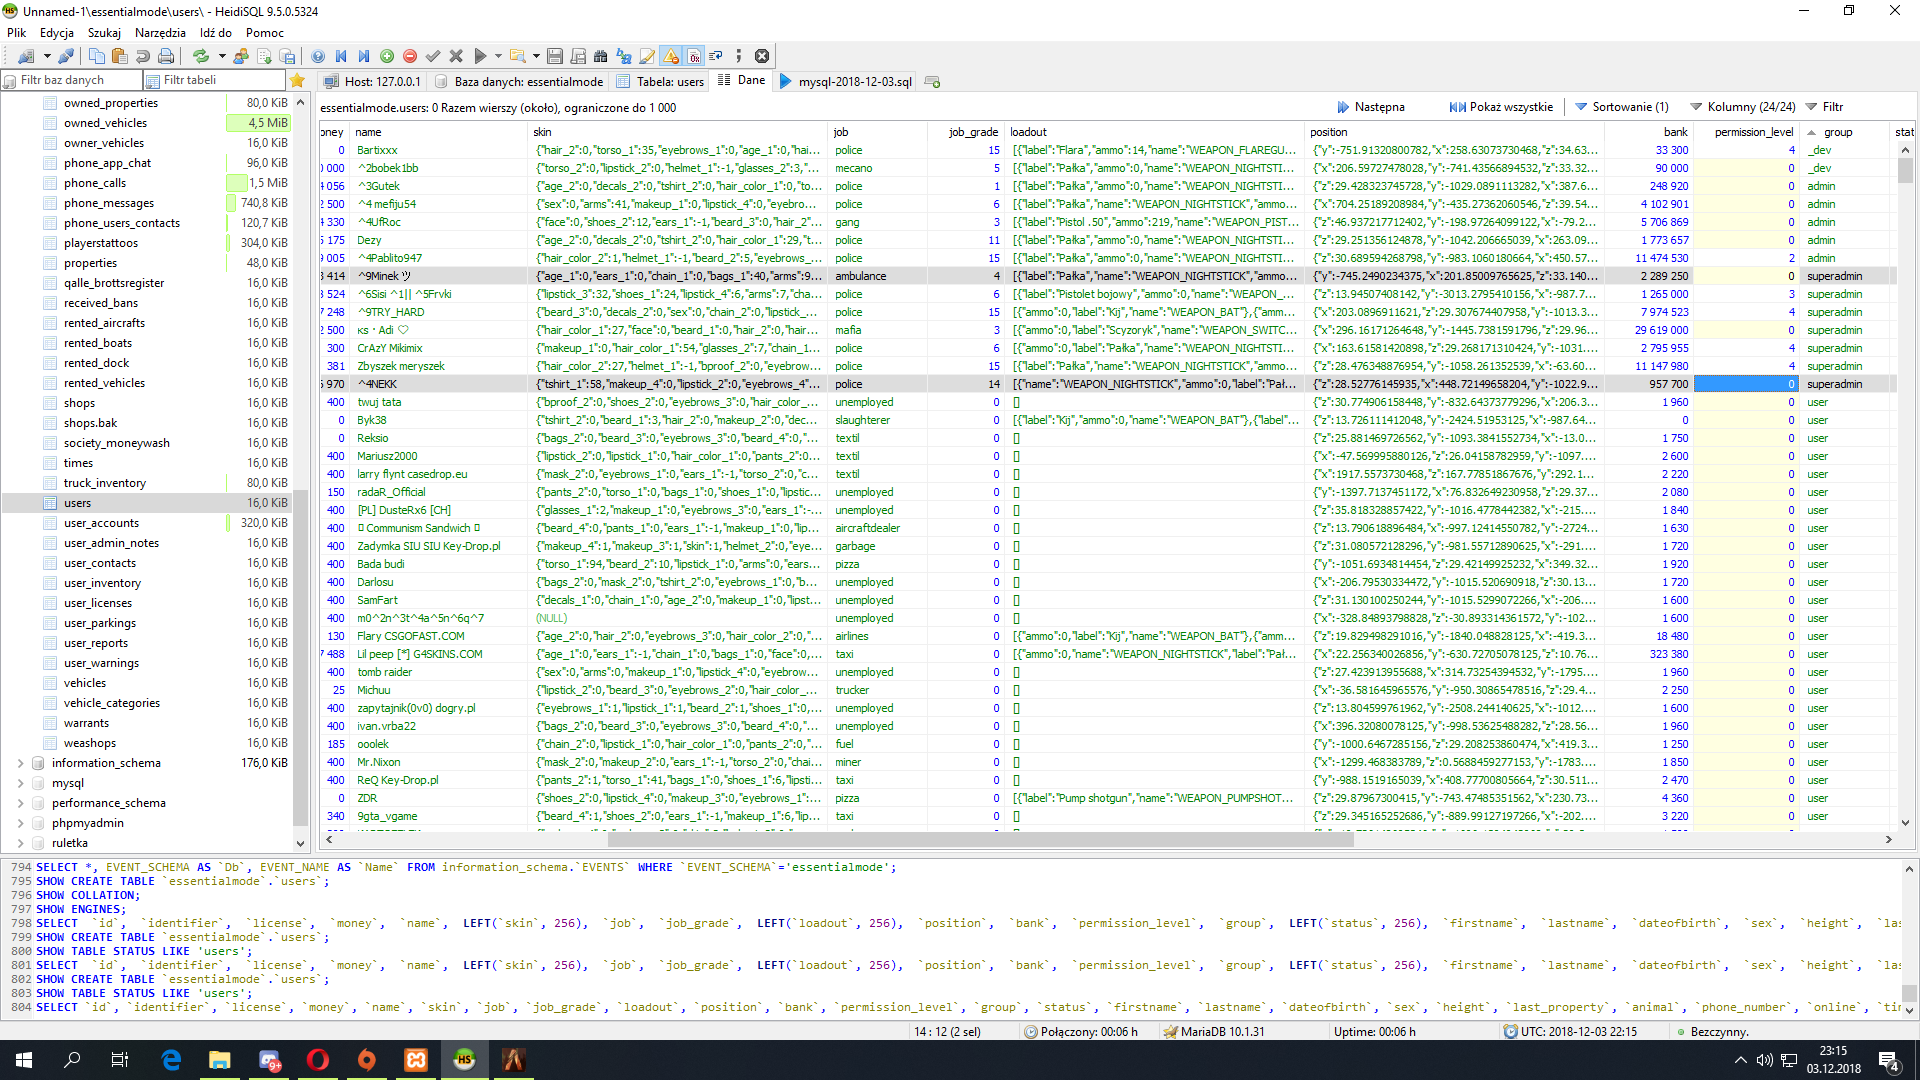 Unnamed-1\essentialmode\users\ - HeidiSQL 9.5.0.5324
Plik Edycja Szukaj Narzędzia Idź do Pomoc
Filtr baz danych Filtr tabeli
Host: 127.0.0.1 Baza danych: essentialmode Tabela: users Dane mysql-2018-12-03.sql
essentialmode.users: 0 Razem wierszy (około), ograniczone do 1 000 Następna Pokaż wszystkie Sortowanie (1) Kolumny (24/24) Filtr
owned_properties 80,0 KiB
owned_vehicles 4,5 MiB
owner_vehicles 16,0 KiB
phone_app_chat 96,0 KiB
phone_calls 1,5 MiB
phone_messages 740,8 KiB
phone_users_contacts 120,7 KiB
playerstattoos 304,0 KiB
properties 48,0 KiB
qalle_brottsregister 16,0 KiB
received_bans 16,0 KiB
rented_aircrafts 16,0 KiB
rented_boats 16,0 KiB
rented_dock 16,0 KiB
rented_vehicles 16,0 KiB
shops 16,0 KiB
shops.bak 16,0 KiB
society_moneywash 16,0 KiB
times 16,0 KiB
truck_inventory 80,0 KiB
users 16,0 KiB
user_accounts 320,0 KiB
user_admin_notes 16,0 KiB
user_contacts 16,0 KiB
user_inventory 16,0 KiB
user_licenses 16,0 KiB
user_parkings 16,0 KiB
user_reports 16,0 KiB
user_warnings 16,0 KiB
vehicles 16,0 KiB
vehicle_categories 16,0 KiB
warrants 16,0 KiB
weashops 16,0 KiB
information_schema 176,0 KiB
mysql
performance_schema
phpmyadmin
ruletka
oney name skin job job_grade loadout position bank permission_level group stat
0 Bartixxx {"hair_2":0,"torso_1":35,"eyebrows_1":0,"age_1":0,"hai... police 15 [{"label":"Flara","ammo":14,"name":"WEAPON_FLAREGU... {"y":-751.91320800782,"x":258.63073730468,"z":34.63... 33 300 4 _dev
0 000 ^2bobek1bb {"torso_2":0,"lipstick_2":0,"helmet_1":-1,"glasses_2":3,"... mecano 5 [{"label":"Pałka","ammo":0,"name":"WEAPON_NIGHTSTI... {"x":206.59727478028,"y":-741.43566894532,"z":33.77... 90 000 0 _dev
4 056 ^3Gutek {"age_2":0,"decals_2":0,"tshirt_2":0,"hair_color_1":0,"to... police 1 [{"label":"Pałka","ammo":0,"name":"WEAPON_NIGHTSTI... {"z":29.428323745728,"y":-1029.0891113282,"x":387.6... 248 920 0 admin
2 500 ^4 mefiju54 {"sex":0,"arms":41,"makeup_1":0,"lipstick_4":0,"eyebro... police 6 [{"label":"Pałka","ammo":0,"name":"WEAPON_NIGHTSTI... {"x":704.25189208984,"y":-435.27362060546,"z":39.54... 4 102 901 0 admin
4 330 ^4UfRoc {"face":0,"shoes_2":12,"ears_1":-1,"beard_3":0,"hair_2"... gang 3 [{"label":"Pistol .50","ammo":219,"name":"WEAPON_PIST... {"z":46.937217712402,"y":-198.97264099122,"x":-79.2... 5 706 869 0 admin
5 175 Dezy {"age_2":0,"decals_2":0,"tshirt_2":0,"hair_color_1":29,"t... police 11 [{"label":"Pałka","ammo":0,"name":"WEAPON_NIGHTSTI... {"z":29.251356124878,"y":-1042.206665039,"x":263.09... 1 773 657 0 admin
9 005 ^4Pablito947 {"hair_color_2":1,"helmet_1":-1,"beard_2":5,"eyebrows... police 15 [{"label":"Pałka","ammo":0,"name":"WEAPON_NIGHTSTI... {"z":30.689594268798,"y":-983.1060180664,"x":450.57... 11 474 530 2 admin
3 414 ^9Minek ツ {"age_1":0,"ears_1":0,"chain_1":0,"bags_1":40,"arms":9... ambulance 4 [{"label":"Pałka","name":"WEAPON_NIGHTSTICK","ammo... {"y":-745.2490234375,"x":201.85009765625,"z":33.140... 2 289 250 0 superadmin
3 524 ^6Sisi ^1|| ^5Frvki {"lipstick_3":32,"shoes_1":24,"lipstick_4":6,"arms":7,"cha... police 6 [{"label":"Pistolet bojowy","ammo":0,"name":"WEAPON_... {"z":13.94507408142,"y":-3013.2795410156,"x":-987.7... 1 265 000 3 superadmin
7 248 ^9TRY_HARD {"beard_3":0,"decals_2":0,"sex":0,"chain_2":0,"lipstick_... police 15 [{"ammo":0,"label":"Kij","name":"WEAPON_BAT"},{"amm... {"x":203.0896911621,"z":29.307674407958,"y":-1013.3... 7 974 523 4 superadmin
2 500 ĸs · Adi ♡ {"hair_color_1":27,"face":0,"beard_1":0,"hair_2":0,"mak... mafia 3 [{"ammo":0,"label":"Scyzoryk","name":"WEAPON_SWITC... {"x":296.16171264648,"y":-1445.7381591796,"z":29.96... 29 619 000 0 superadmin
300 CrAzY Mikimix {"makeup_1":0,"hair_color_1":54,"glasses_2":7,"chain_1... police 6 [{"ammo":0,"label":"Pałka","name":"WEAPON_NIGHTSTI... {"x":163.61581420898,"z":29.268171310424,"y":-1031.... 2 795 955 4 superadmin
381 Zbyszek meryszek {"hair_color_2":27,"helmet_1":-1,"bproof_2":0,"eyebrow... police 15 [{"label":"Pałka","ammo":0,"name":"WEAPON_NIGHTSTI... {"z":28.476348876954,"y":-1058.261352539,"x":-63.60... 11 147 980 4 superadmin
5 970 ^4NEKK {"tshirt_1":58,"makeup_4":0,"lipstick_2":0,"eyebrows_4"... police 14 [{"name":"WEAPON_NIGHTSTICK","ammo":0,"label":"Pał... {"z":28.52776145935,"x":448.72149658204,"y":-1022.9... 957 700 0 superadmin
400 twuj tata {"bproof_2":0,"shoes_2":0,"eyebrows_3":0,"hair_color_... unemployed 0 [] {"z":30.774906158448,"y":-832.64373779296,"x":206.3... 1 960 0 user
0 Byk38 {"tshirt_2":0,"beard_1":3,"hair_2":0,"makeup_2":0,"dec... slaughterer 0 [{"label":"Kij","ammo":0,"name":"WEAPON_BAT"},{"label"... {"z":13.726111412048,"y":-2424.51953125,"x":-987.64... 0 0 user
0 Reksio {"bags_2":0,"beard_3":0,"eyebrows_3":0,"beard_4":0,"... textil 0 [] {"z":25.881469726562,"y":-1093.3841552734,"x":-13.0... 1 750 0 user
400 Mariusz2000 {"lipstick_2":0,"lipstick_1":0,"hair_color_1":0,"pants_2":0... textil 0 [] {"x":-47.569995880126,"z":26.04158782959,"y":-1097.... 2 600 0 user
400 larry flynt casedrop.eu {"mask_2":0,"eyebrows_1":0,"ears_1":-1,"torso_2":0,"c... textil 0 [] {"x":1917.5573730468,"y":167.77851867676,"z":292.1... 2 220 0 user
150 radaR_Official {"pants_2":0,"torso_1":0,"bags_1":0,"shoes_1":0,"lipstic... unemployed 0 [] {"y":-1397.7137451172,"x":76.832649230958,"z":29.37... 2 080 0 user
400 [PL] DusteRx6 [CH] {"glasses_1":2,"makeup_1":0,"eyebrows_3":0,"ears_1":-... unemployed 0 [] {"z":35.818328857422,"y":-1016.4778442382,"x":-215.... 1 840 0 user
400 Communism Sandwich {"beard_4":0,"pants_1":0,"ears_1":-1,"makeup_1":0,"lip... aircraftdealer 0 [] {"z":13.790618896484,"x":-997.12414550782,"y":-2724... 1 630 0 user
400 Zadymka SIU SIU Key-Drop.pl {"makeup_4":1,"makeup_3":1,"skin":1,"helmet_2":0,"eye... garbage 0 [] {"z":31.080572128296,"y":-981.55712890625,"x":-291.... 1 720 0 user
400 Bada budi {"torso_1":94,"beard_2":10,"lipstick_1":0,"arms":0,"ears... pizza 0 [] {"y":-1051.6934814454,"z":29.42149925232,"x":349.32... 1 920 0 user
400 Darlosu {"bags_2":0,"mask_2":0,"tshirt_2":0,"eyebrows_1":0,"b... unemployed 0 [] {"x":-206.79530334472,"y":-1015.520690918,"z":30.13... 1 720 0 user
400 SamFart {"decals_1":0,"chain_1":0,"age_2":0,"makeup_1":0,"lipst... unemployed 0 [] {"z":31.130100250244,"y":-1015.5299072266,"x":-206.... 1 600 0 user
400 m0^2n^3t^4a^5n^6q^7 (NULL) unemployed 0 [] {"x":-328.84893798828,"z":-30.893314361572,"y":-102... 1 600 0 user
130 Flary CSGOFAST.COM {"age_2":0,"hair_2":0,"eyebrows_3":0,"hair_color_2":0,... airlines 0 [{"ammo":0,"label":"Kij","name":"WEAPON_BAT"},{"amm... {"z":19.829498291016,"y":-1840.048828125,"x":-419.3... 18 480 0 user
7 488 Lil peep [*] G4SKINS.COM {"age_1":0,"ears_1":-1,"chain_1":0,"bags_1":0,"face":0,... taxi 0 [{"ammo":0,"name":"WEAPON_NIGHTSTICK","label":"Pał... {"x":22.256340026856,"y":-630.72705078125,"z":10.76... 323 380 0 user
400 tomb raider {"sex":0,"arms":0,"makeup_1":0,"lipstick_4":0,"eyebrow... unemployed 0 [] {"z":27.423913955688,"x":314.73254394532,"y":-1795.... 1 960 0 user
25 Michuu {"lipstick_2":0,"beard_3":0,"eyebrows_2":0,"hair_color_... trucker 0 [] {"x":-36.581645965576,"y":-950.30865478516,"z":29.4... 2 250 0 user
400 zapytajnik(0v0) dogry.pl {"eyebrows_1":1,"lipstick_1":1,"beard_2":1,"shoes_1":0,... unemployed 0 [] {"z":13.804599761962,"y":-2508.244140625,"x":-1012.... 1 600 0 user
400 ivan.vrba22 {"bags_2":0,"beard_3":0,"eyebrows_3":0,"beard_4":0,"... unemployed 0 [] {"x":396.32080078125,"y":-998.53625488282,"z":28.56... 1 960 0 user
185 ooolek {"chain_2":0,"lipstick_1":0,"hair_color_1":0,"pants_2":0,"... fuel 0 [] {"y":-1000.6467285156,"z":29.208253860474,"x":419.3... 1 250 0 user
400 Mr.Nixon {"mask_2":0,"makeup_2":0,"ears_1":-1,"torso_2":0,"chai... miner 0 [] {"x":-1299.468383789,"z":0.5688459277153,"y":-1783.... 1 850 0 user
400 ReQ Key-Drop.pl {"pants_2":1,"torso_1":41,"bags_1":0,"shoes_1":6,"lipsti... taxi 0 [] {"y":-988.1519165039,"x":408.77700805664,"z":30.511... 2 470 0 user
0 ZDR {"shoes_2":0,"lipstick_4":0,"makeup_3":0,"eyebrows_1":... pizza 0 [{"label":"Pump shotgun","name":"WEAPON_PUMPSHOT... {"z":29.87967300415,"y":-743.47485351562,"x":230.73... 4 360 0 user
340 9gta_vgame {"beard_4":1,"shoes_2":0,"ears_1":-1,"makeup_1":6,"lip... taxi 0 [] {"z":29.345165252686,"y":-889.99127197266,"x":-202.... 3 220 0 user
794 SELECT *, EVENT_SCHEMA AS `Db`, EVENT_NAME AS `Name` FROM information_schema.`EVENTS` WHERE `EVENT_SCHEMA`='essentialmode';
795 SHOW CREATE TABLE `essentialmode`.`users`;
796 SHOW COLLATION;
797 SHOW ENGINES;
798 SELECT `id`, `identifier`, `license`, `money`, `name`, LEFT(`skin`, 256), `job`, `job_grade`, LEFT(`loadout`, 256), `position`, `bank`, `permission_level`, `group`, LEFT(`status`, 256), `firstname`, `lastname`, `dateofbirth`, `sex`, `height`, `las
799 SHOW CREATE TABLE `essentialmode`.`users`;
800 SHOW TABLE STATUS LIKE 'users';
801 SELECT `id`, `identifier`, `license`, `money`, `name`, LEFT(`skin`, 256), `job`, `job_grade`, LEFT(`loadout`, 256), `position`, `bank`, `permission_level`, `group`, LEFT(`status`, 256), `firstname`, `lastname`, `dateofbirth`, `sex`, `height`, `las
802 SHOW CREATE TABLE `essentialmode`.`users`;
803 SHOW TABLE STATUS LIKE 'users';
804 SELECT `id`, `identifier`, `license`, `money`, `name`, `skin`, `job`, `job_grade`, `loadout`, `position`, `bank`, `permission_level`, `group`, `status`, `firstname`, `lastname`, `dateofbirth`, `sex`, `height`, `last_property`, `animal`, `phone_number`, `online`, `tin
14 : 12 (2 sel) Połączony: 00:06 h MariaDB 10.1.31 Uptime: 00:06 h UTC: 2018-12-03 22:15 Bezczynny.
23:15
03.12.2018
4